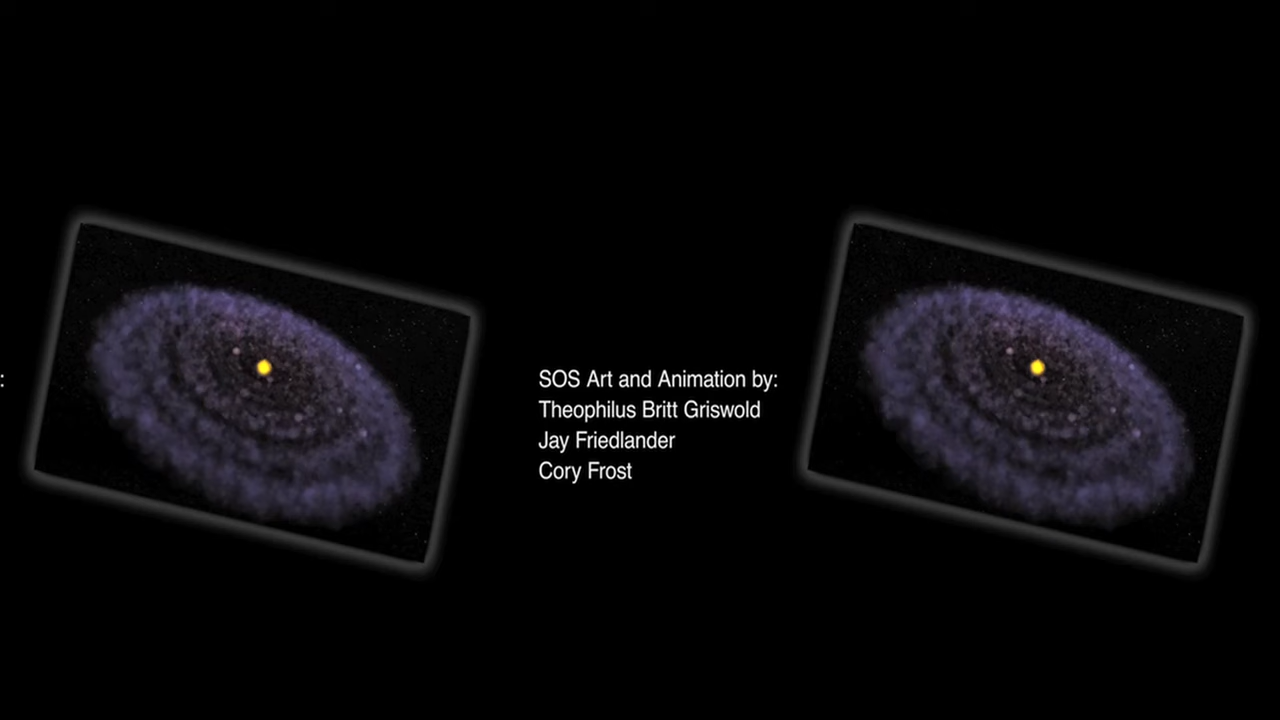 :
SOS Art and Animation by:
Theophilus Britt Griswold
Jay Friedlander
Cory Frost